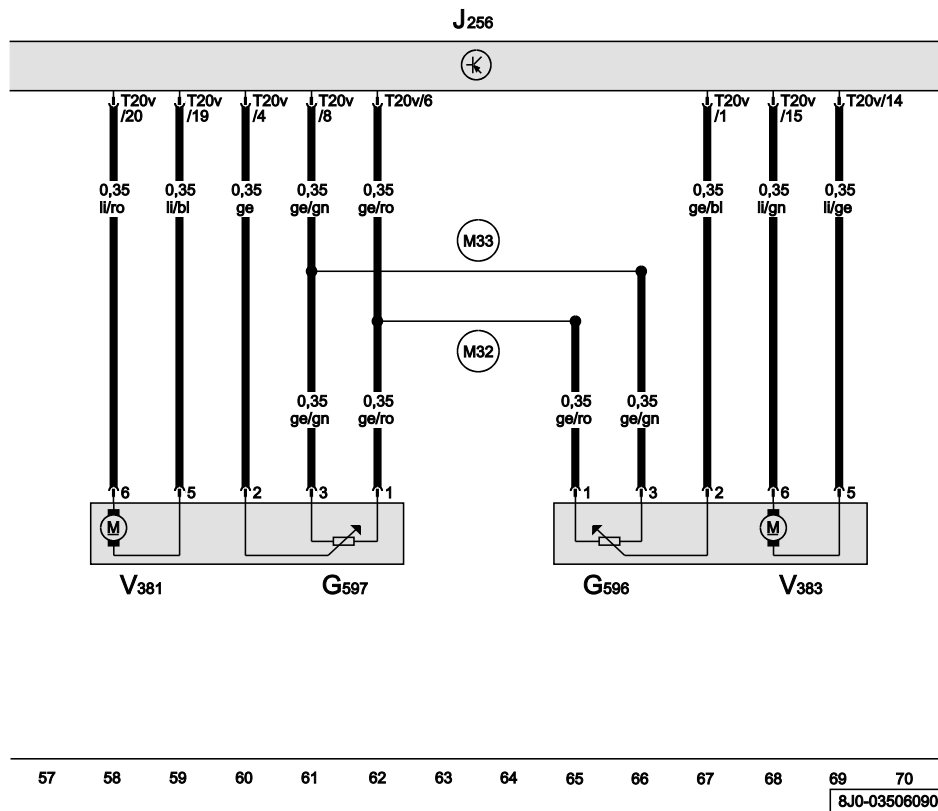 J256
T20v T20v T20v T20v T20v/6 T20v T20v T20v/14
/20 /19 /4 /8 /1 /15
0,35 0,35 0,35 0,35 0,35 0,35 0,35 0,35
li/ro li/bl ge ge/gn ge/ro ge/bl li/gn li/ge
M33
M32
0,35 0,35 0,35 0,35
ge/gn ge/ro ge/ro ge/gn
6 5 2 3 1 1 3 2 6 5
M M
V381 G597 G596 V383
57 58 59 60 61 62 63 64 65 66 67 68 69 70
8J0-03506090